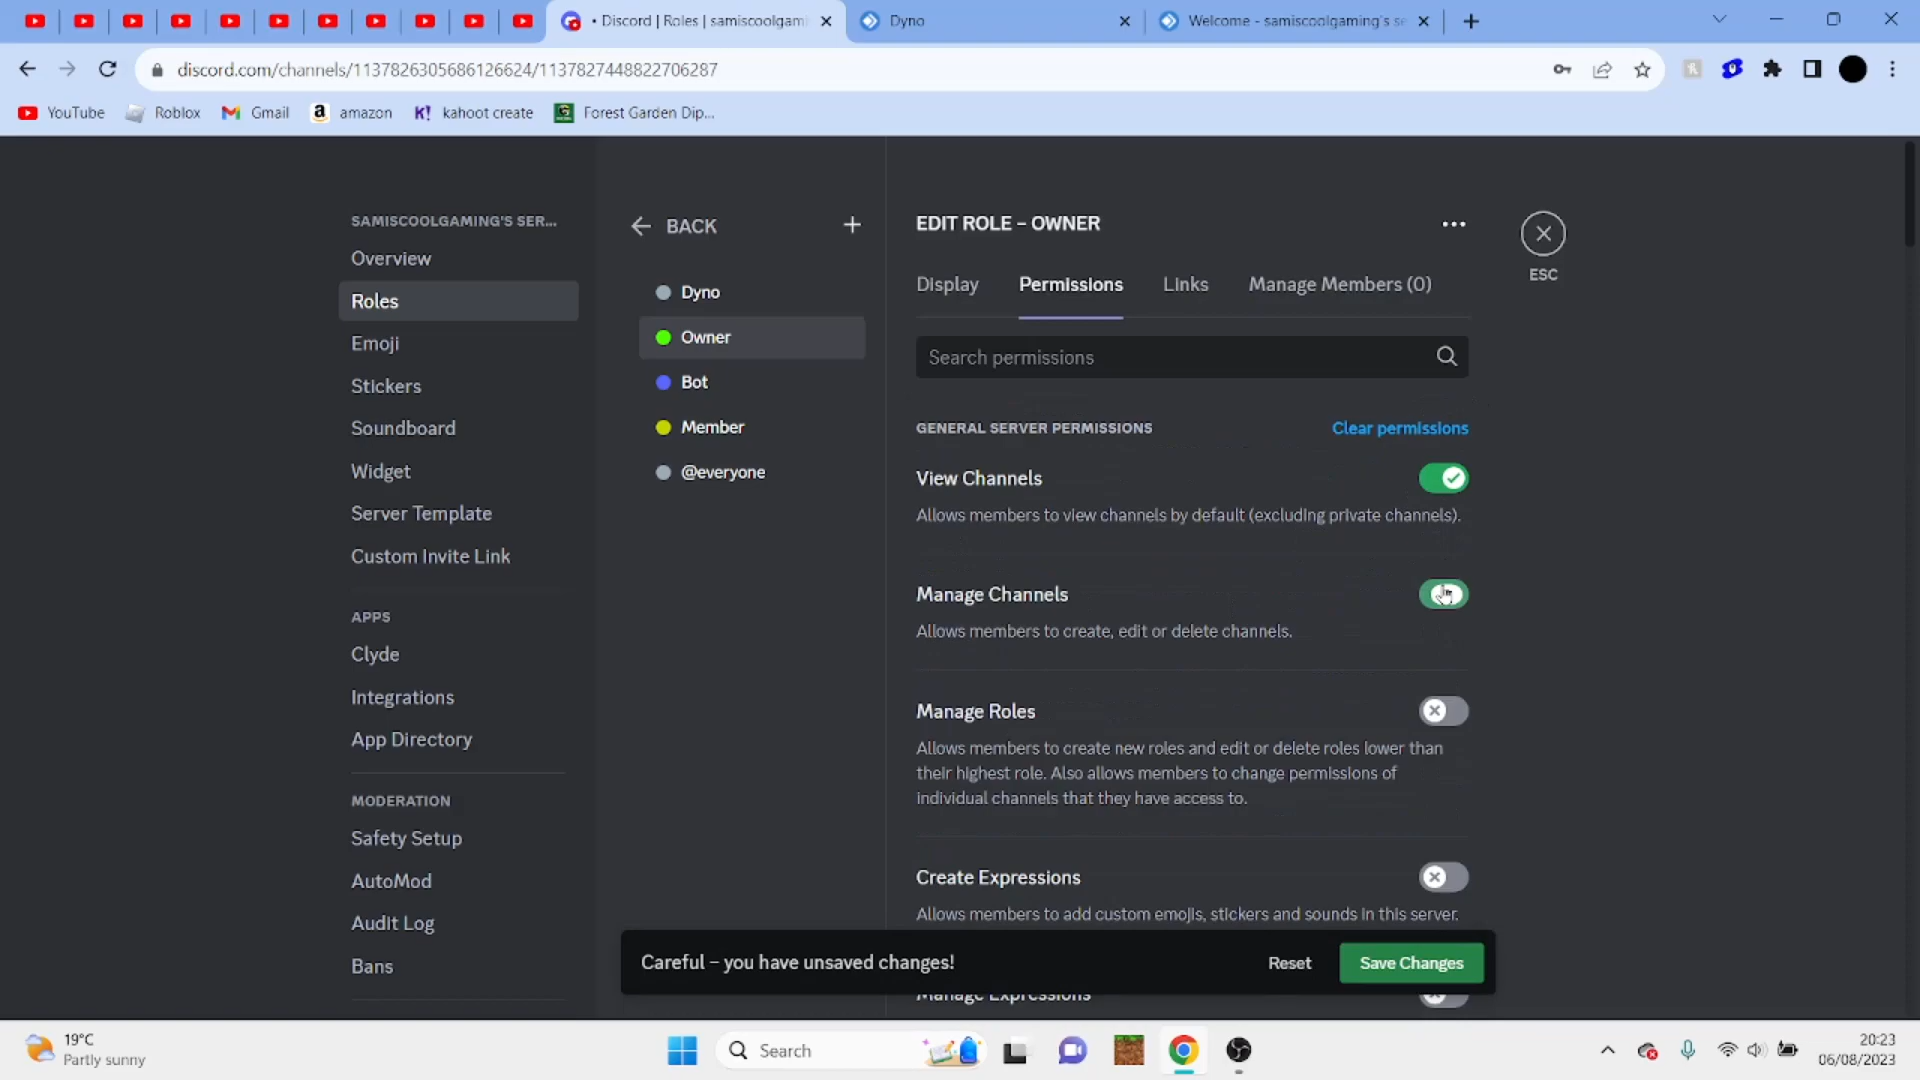 • Discord | Roles | samiscoolgami
Dyno
Welcome - samiscoolgaming's se
discord.com/channels/1137826305686126624/1137827448822706287
YouTube
Roblox
Gmail
amazon
K! kahoot create
Forest Garden Dip...
SAMISCOOLGAMING'S SER...
Overview
Roles
Emoji
Stickers
Soundboard
Widget
Server Template
Custom Invite Link
APPS
Clyde
Integrations
App Directory
MODERATION
Safety Setup
AutoMod
Audit Log
Bans
BACK
Dyno
Owner
Bot
Member
@everyone
EDIT ROLE – OWNER
ESC
Display
Permissions
Links
Manage Members (0)
Search permissions
GENERAL SERVER PERMISSIONS
Clear permissions
View Channels
Allows members to view channels by default (excluding private channels).
Manage Channels
Allows members to create, edit or delete channels.
Manage Roles
Allows members to create new roles and edit or delete roles lower than
their highest role. Also allows members to change permissions of
individual channels that they have access to.
Create Expressions
Allows members to add custom emojis, stickers and sounds in this server.
Careful – you have unsaved changes!
Reset
Save Changes
Manage Expressions
19°C
Partly sunny
Search
20:23
06/08/2023